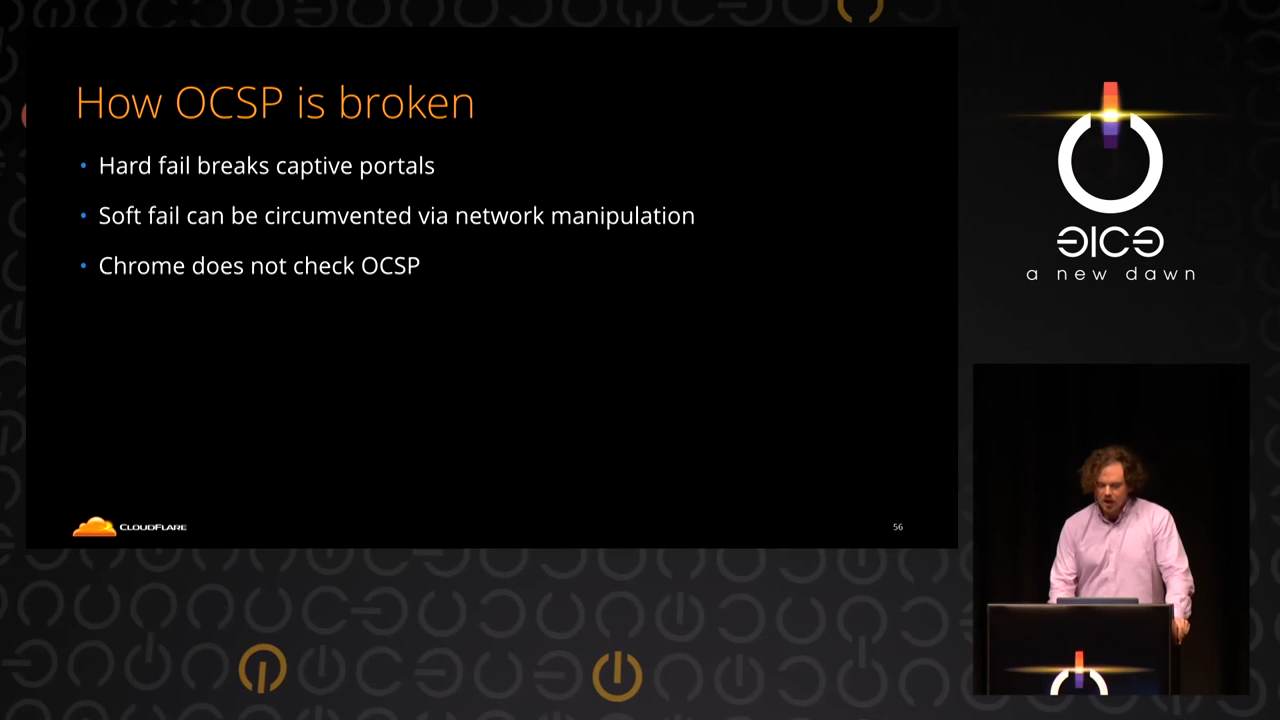 How OCSP is broken
• Hard fail breaks captive portals
• Soft fail can be circumvented via network manipulation
• Chrome does not check OCSP
CLOUDFLARE
56
ƎICƎ
a new dawn